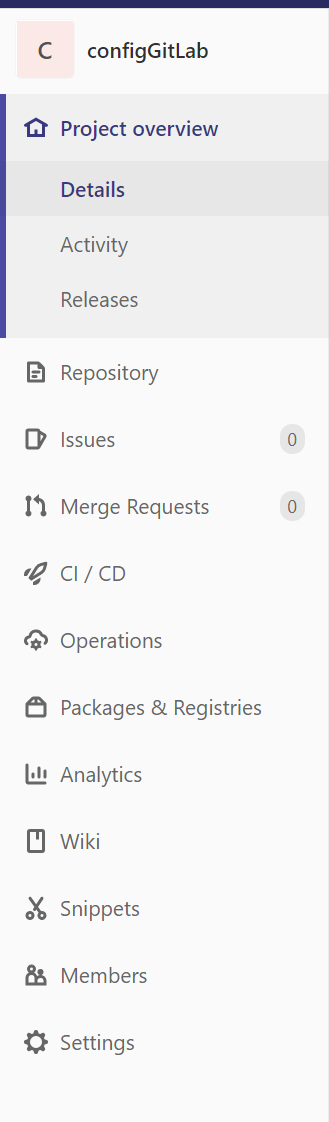 C configGitLab
Project overview
Details
Activity
Releases
Repository
Issues 0
Merge Requests 0
CI / CD
Operations
Packages & Registries
Analytics
Wiki
Snippets
Members
Settings